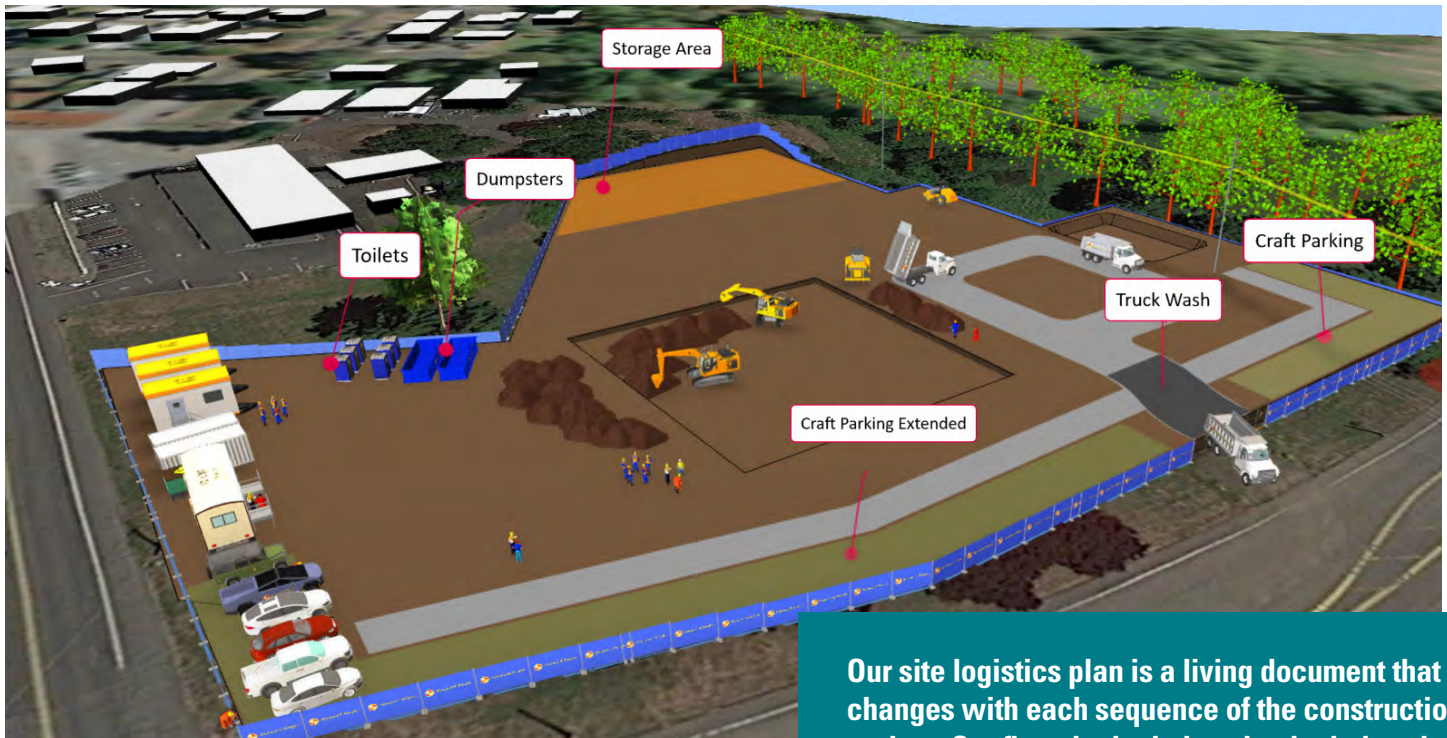 Storage Area
Dumpsters
Toilets
Craft Parking
Truck Wash
Craft Parking Extended
Our site logistics plan is a living document that
changes with each sequence of the constructio